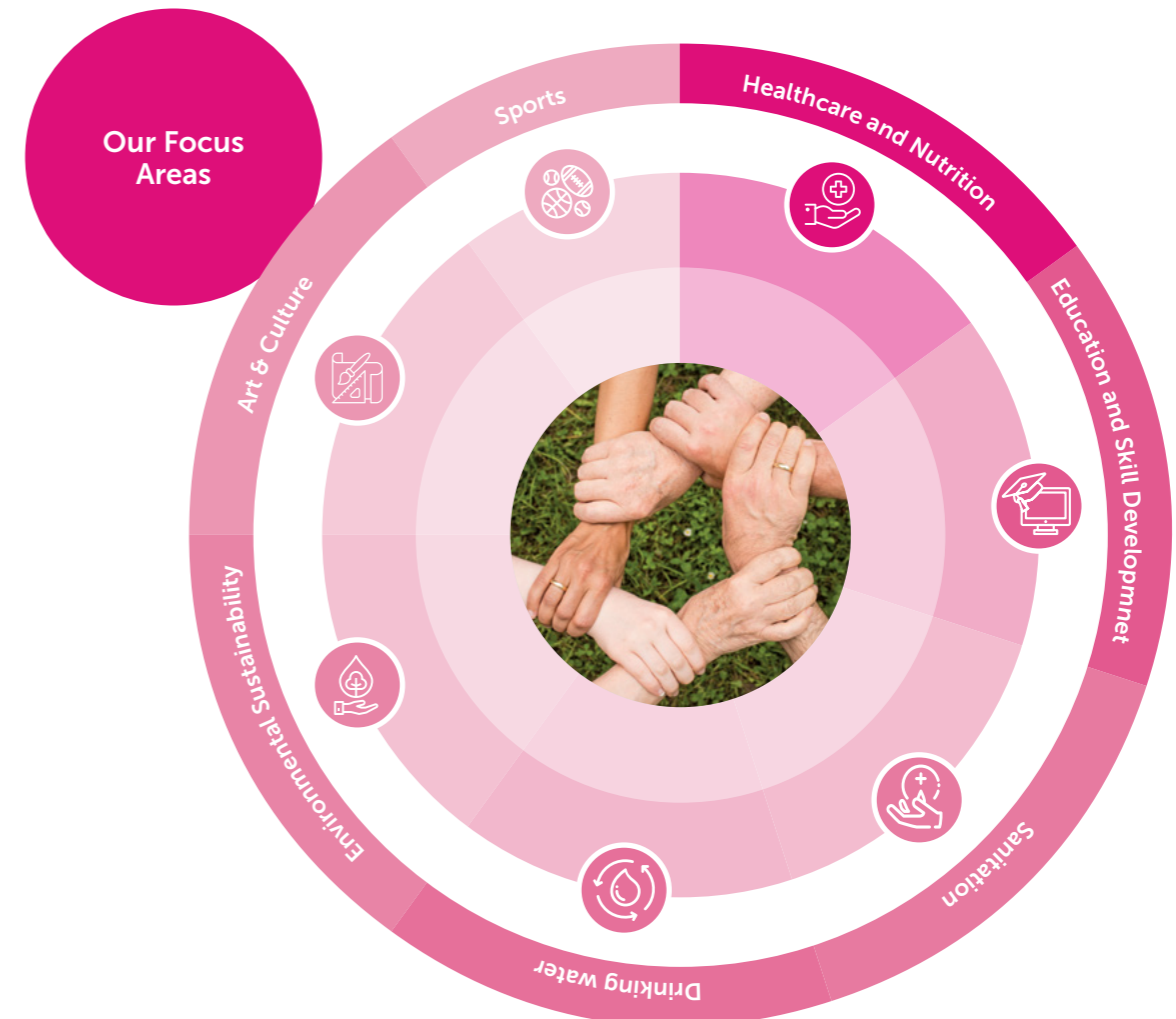 Our Focus
Areas
Healthcare and Nutrition
Education and Skill Developmnet
Sanitation
Drinking water
Environmental Sustainability
Art & Culture
Sports